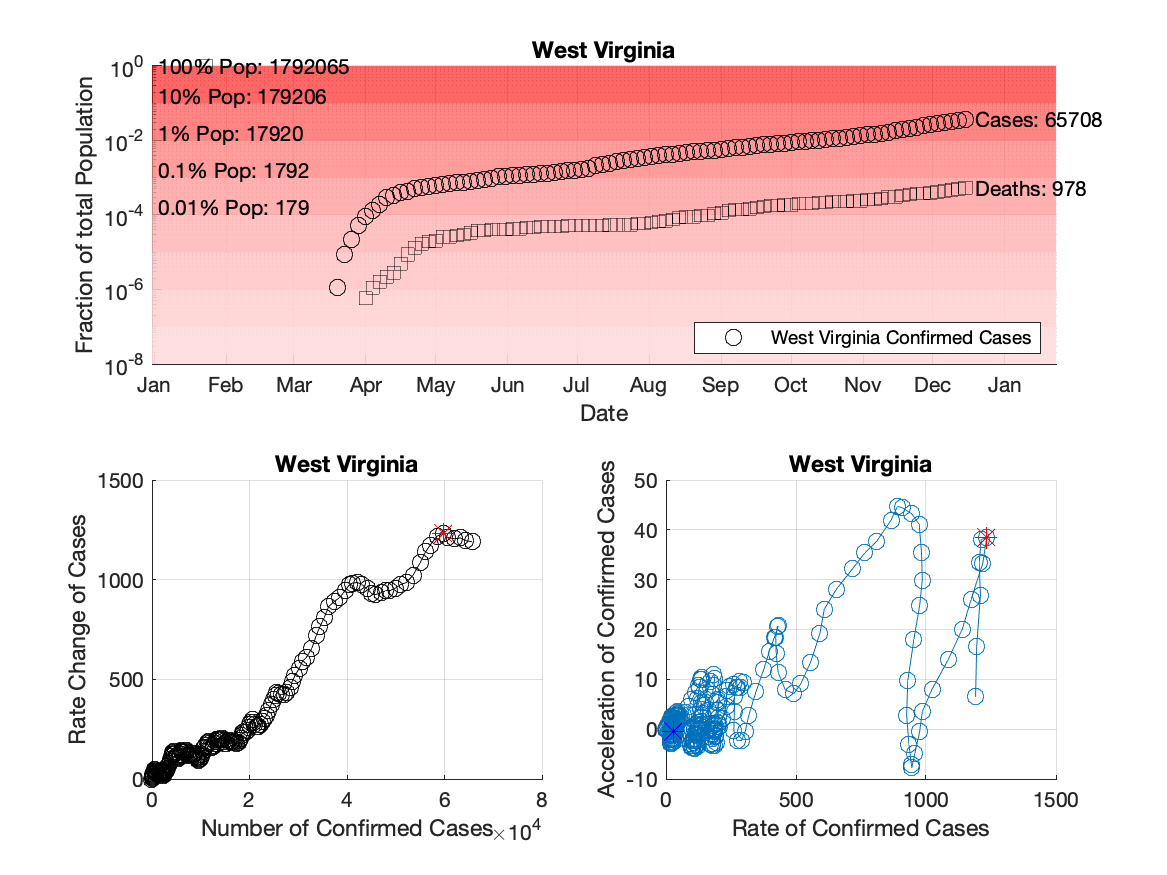 West Virginia
10^0
10^-2
10^-4
10^-6
10^-8
Fraction of total Population
100% Pop: 1792065
10% Pop: 179206
1% Pop: 17920
0.1% Pop: 1792
0.01% Pop: 179
Cases: 65708
Deaths: 978
West Virginia Confirmed Cases
Jan Feb Mar Apr May Jun Jul Aug Sep Oct Nov Dec Jan
Date
West Virginia
1500
1000
500
0
Rate Change of Cases
0 2 4 6 8
Number of Confirmed Cases ×10^4
West Virginia
50
40
30
20
10
0
-10
Acceleration of Confirmed Cases
0 500 1000 1500
Rate of Confirmed Cases